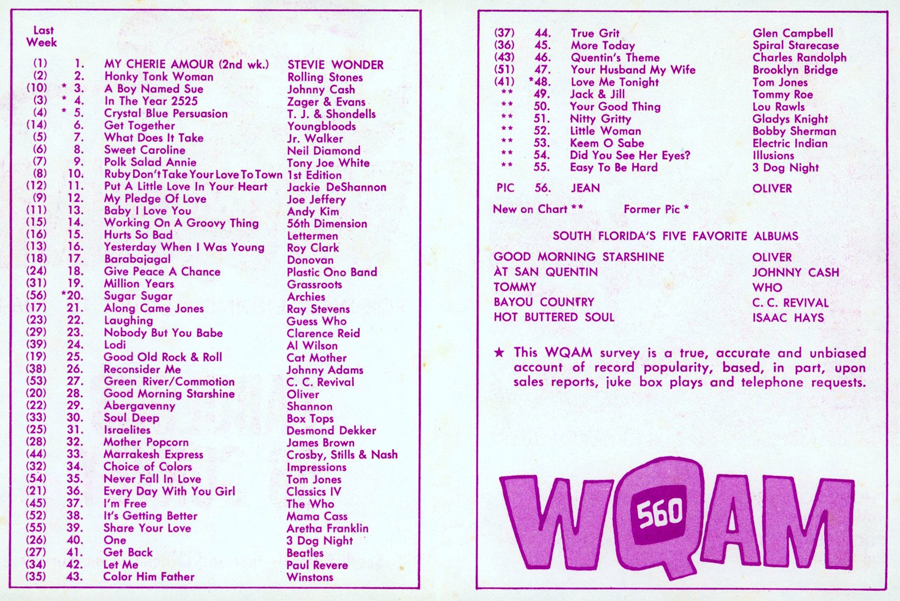 Last
Week
(1) 1. MY CHERIE AMOUR (2nd wk.) STEVIE WONDER
(2) 2. Honky Tonk Woman Rolling Stones
(10) * 3. A Boy Named Sue Johnny Cash
(3) * 4. In The Year 2525 Zager & Evans
(4) * 5. Crystal Blue Persuasion T. J. & Shondells
(14) 6. Get Together Youngbloods
(5) 7. What Does It Take Jr. Walker
(6) 8. Sweet Caroline Neil Diamond
(7) 9. Polk Salad Annie Tony Joe White
(8) 10. Ruby Don't Take Your Love To Town 1st Edition
(12) 11. Put A Little Love In Your Heart Jackie DeShannon
(9) 12. My Pledge Of Love Joe Jeffery
(11) 13. Baby I Love You Andy Kim
(15) 14. Working On A Groovy Thing 56th Dimension
(16) 15. Hurts So Bad Lettermen
(13) 16. Yesterday When I Was Young Roy Clark
(18) 17. Barabajagal Donovan
(24) 18. Give Peace A Chance Plastic Ono Band
(31) 19. Million Years Grassroots
(56) *20. Sugar Sugar Archies
(17) 21. Along Came Jones Ray Stevens
(23) 22. Laughing Guess Who
(29) 23. Nobody But You Babe Clarence Reid
(39) 24. Lodi Al Wilson
(19) 25. Good Old Rock & Roll Cat Mother
(38) 26. Reconsider Me Johnny Adams
(53) 27. Green River/Commotion C. C. Revival
(20) 28. Good Morning Starshine Oliver
(22) 29. Abergavenny Shannon
(33) 30. Soul Deep Box Tops
(25) 31. Israelites Desmond Dekker
(28) 32. Mother Popcorn James Brown
(44) 33. Marrakesh Express Crosby, Stills & Nash
(32) 34. Choice of Colors Impressions
(54) 35. Never Fall In Love Tom Jones
(21) 36. Every Day With You Girl Classics IV
(45) 37. I'm Free The Who
(52) 38. It's Getting Better Mama Cass
(55) 39. Share Your Love Aretha Franklin
(26) 40. One 3 Dog Night
(27) 41. Get Back Beatles
(34) 42. Let Me Paul Revere
(35) 43. Color Him Father Winstons
(37) 44. True Grit Glen Campbell
(36) 45. More Today Spiral Starecase
(43) 46. Quentin's Theme Charles Randolph
(51) 47. Your Husband My Wife Brooklyn Bridge
(41) *48. Love Me Tonight Tom Jones
** 49. Jack & Jill Tommy Roe
** 50. Your Good Thing Lou Rawls
** 51. Nitty Gritty Gladys Knight
** 52. Little Woman Bobby Sherman
** 53. Keem O Sabe Electric Indian
** 54. Did You See Her Eyes? Illusions
** 55. Easy To Be Hard 3 Dog Night
PIC 56. JEAN OLIVER
New on Chart ** Former Pic *
SOUTH FLORIDA'S FIVE FAVORITE ALBUMS
GOOD MORNING STARSHINE OLIVER
AT SAN QUENTIN JOHNNY CASH
TOMMY WHO
BAYOU COUNTRY C. C. REVIVAL
HOT BUTTERED SOUL ISAAC HAYS
★ This WQAM survey is a true, accurate and unbiased
account of record popularity, based, in part, upon
sales reports, juke box plays and telephone requests.
WQAM
560